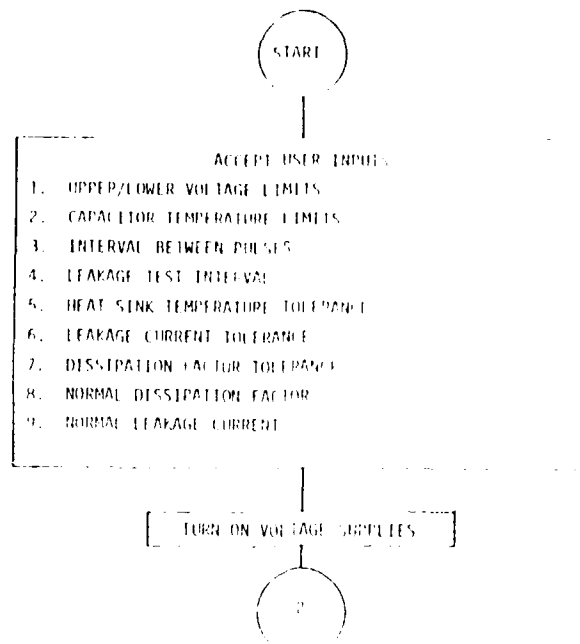 START
ACCEPT USER INPUTS
1. UPPER/LOWER VOLTAGE LIMITS
2. CAPACITOR TEMPERATURE LIMITS
3. INTERVAL BETWEEN PULSES
4. LEAKAGE TEST INTERVAL
5. HEAT SINK TEMPERATURE TOLERANCE
6. LEAKAGE CURRENT TOLERANCE
7. DISSIPATION FACTOR TOLERANCE
8. NORMAL DISSIPATION FACTOR
9. NORMAL LEAKAGE CURRENT
TURN ON VOLTAGE SUPPLIES
2